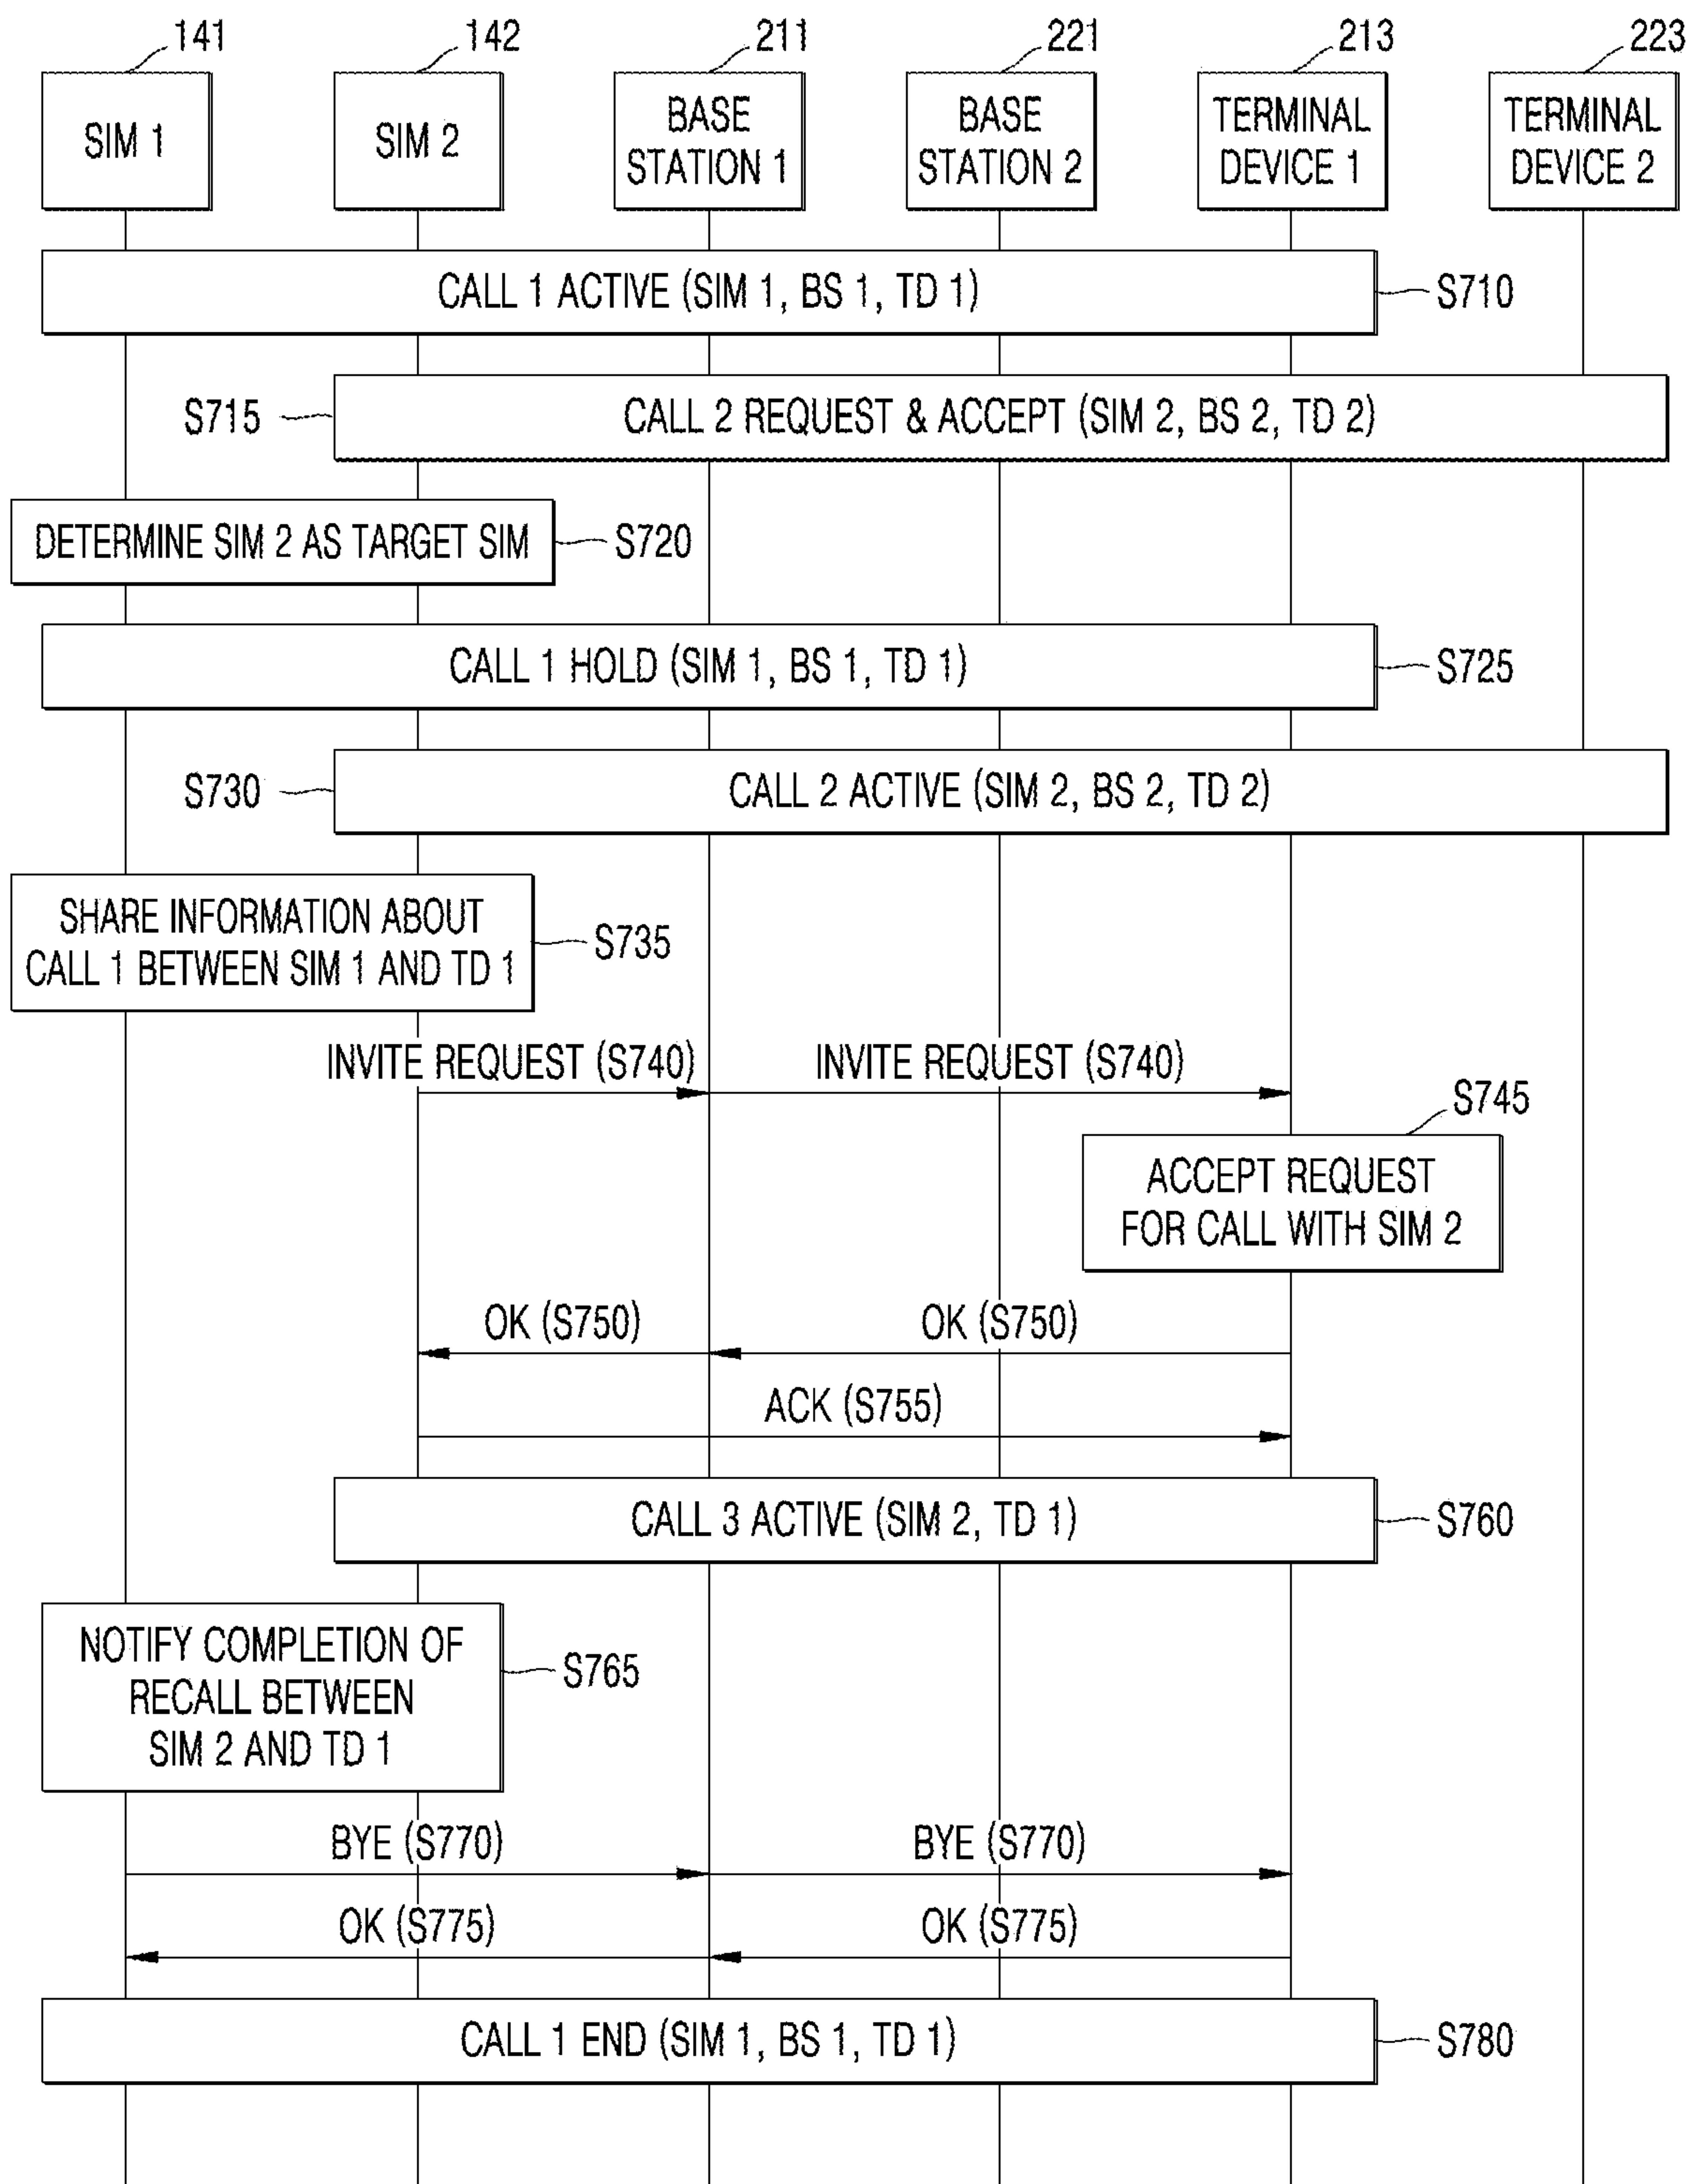 141
142
211
221
213
223
SIM 1
SIM 2
BASE
STATION 1
BASE
STATION 2
TERMINAL
DEVICE 1
TERMINAL
DEVICE 2
CALL 1 ACTIVE (SIM 1, BS 1, TD 1)
S710
S715
CALL 2 REQUEST & ACCEPT (SIM 2, BS 2, TD 2)
DETERMINE SIM 2 AS TARGET SIM
S720
CALL 1 HOLD (SIM 1, BS 1, TD 1)
S725
S730
CALL 2 ACTIVE (SIM 2, BS 2, TD 2)
SHARE INFORMATION ABOUT
CALL 1 BETWEEN SIM 1 AND TD 1
S735
INVITE REQUEST (S740)
INVITE REQUEST (S740)
S745
ACCEPT REQUEST
FOR CALL WITH SIM 2
OK (S750)
OK (S750)
ACK (S755)
CALL 3 ACTIVE (SIM 2, TD 1)
S760
NOTIFY COMPLETION OF
RECALL BETWEEN
SIM 2 AND TD 1
S765
BYE (S770)
BYE (S770)
OK (S775)
OK (S775)
CALL 1 END (SIM 1, BS 1, TD 1)
S780